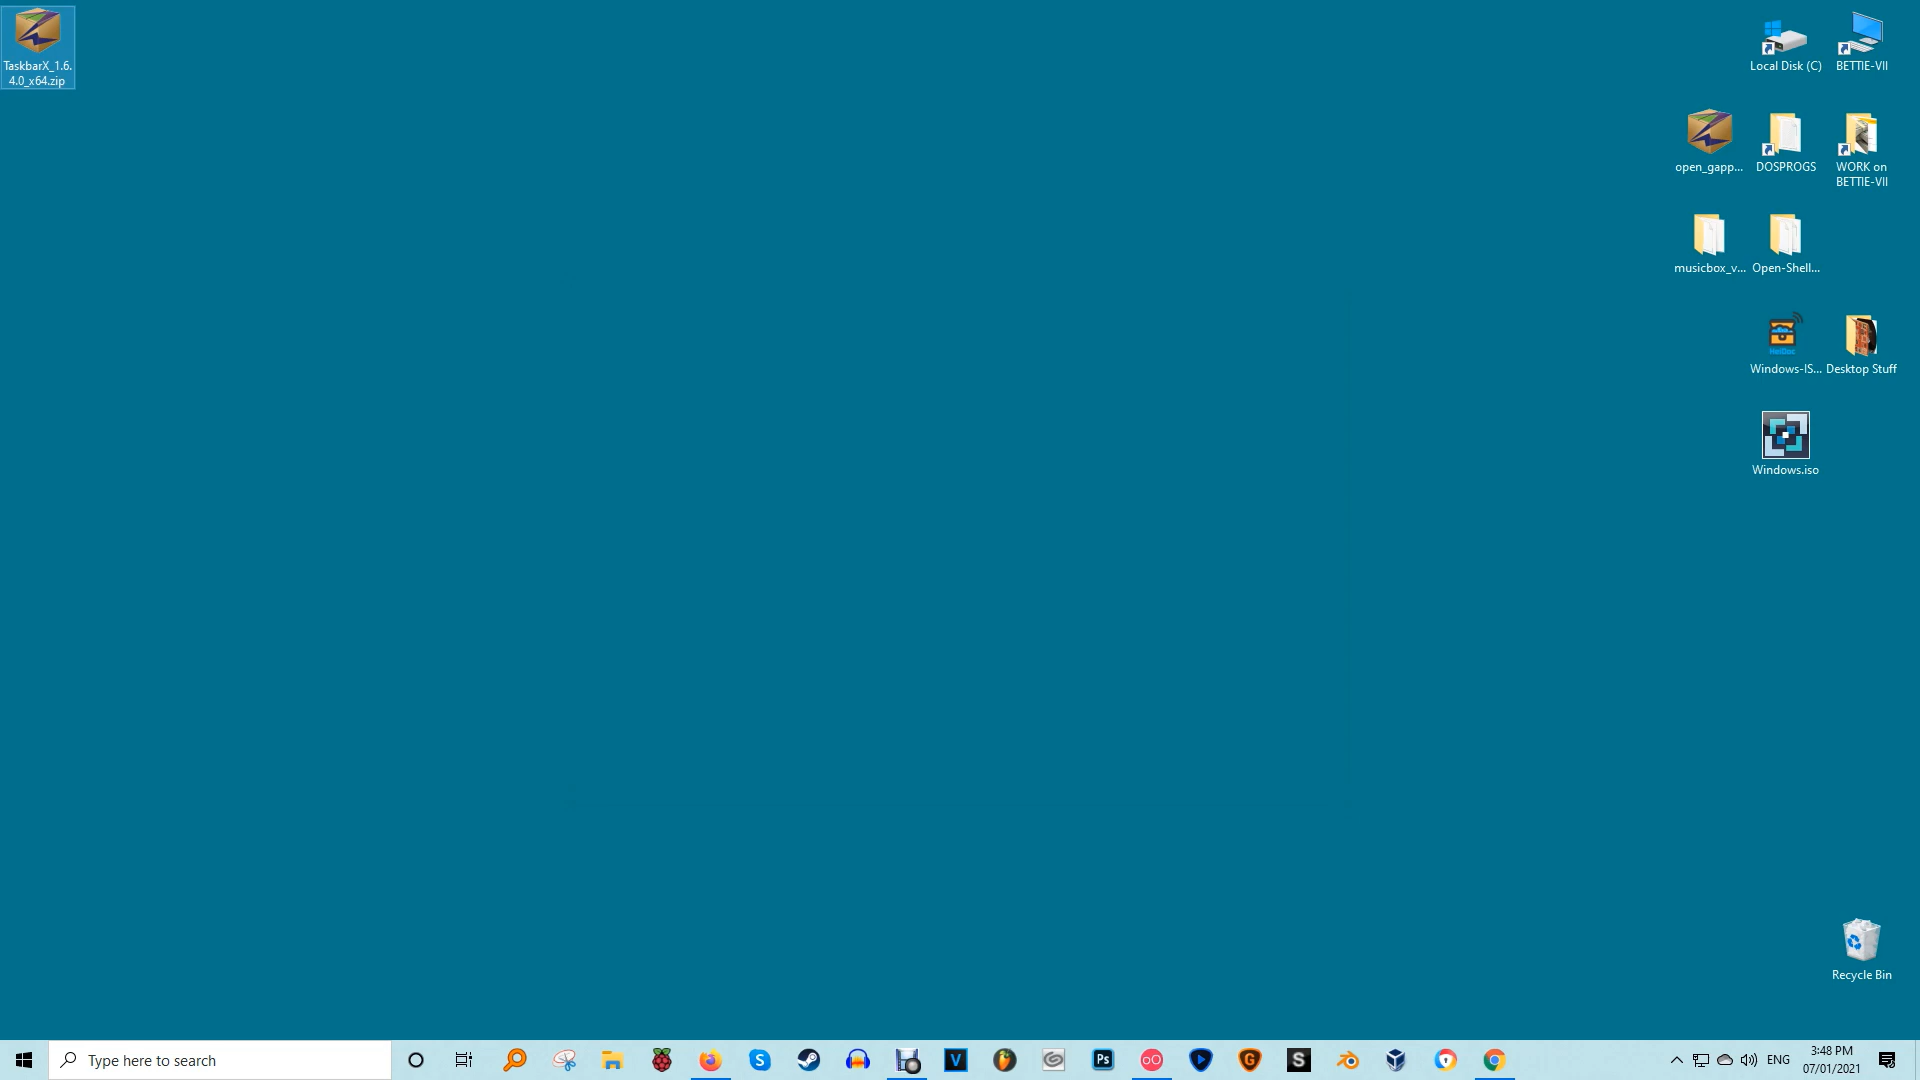 TaskbarX_1.6.
4.0_x64.zip
Local Disk (C)
BETTIE-VII
open_gapp...
DOSPROGS
WORK on
BETTIE-VII
musicbox_v...
Open-Shell...
Windows-IS...
Desktop Stuff
Windows.iso
Recycle Bin
Type here to search
S
V
Ps
G
S
ENG
3:48 PM
07/01/2021